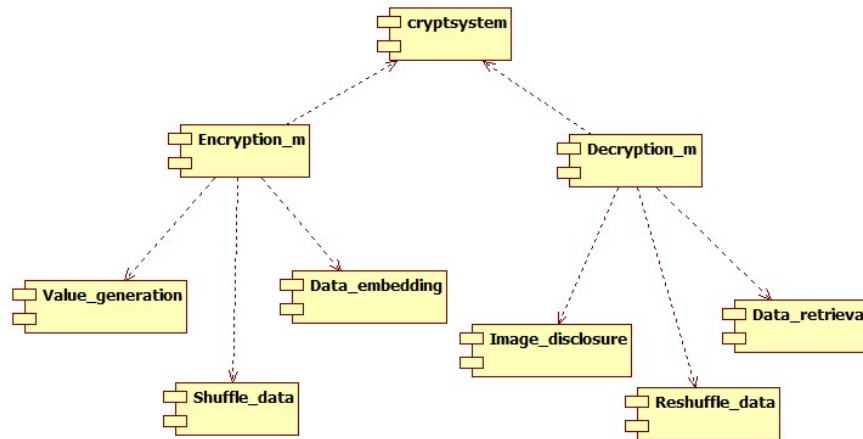 cryptsystem
Encryption_m
Decryption_m
Value_generation
Data_embedding
Image_disclosure
Data_retrieva
Shuffle_data
Reshuffle_data